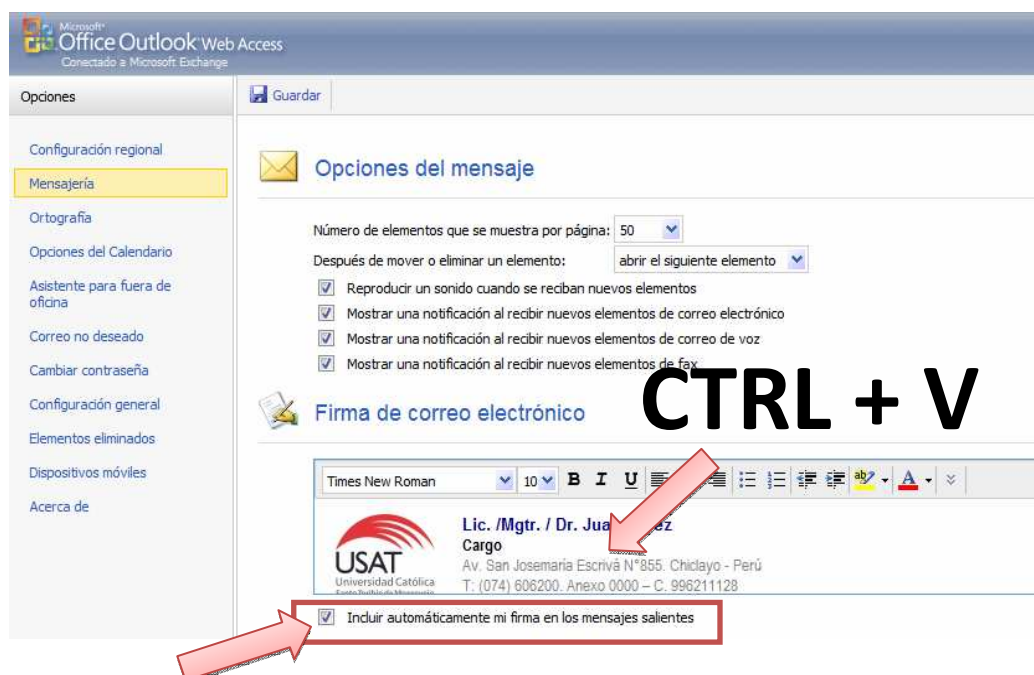 Microsoft®
Office Outlook Web Access
Conectado a Microsoft Exchange
Opciones
Guardar
Configuración regional
Mensajería
Ortografía
Opciones del Calendario
Asistente para fuera de
oficina
Correo no deseado
Cambiar contraseña
Configuración general
Elementos eliminados
Dispositivos móviles
Acerca de
Opciones del mensaje
Número de elementos que se muestra por página: 50
Después de mover o eliminar un elemento: abrir el siguiente elemento
Reproducir un sonido cuando se reciban nuevos elementos
Mostrar una notificación al recibir nuevos elementos de correo electrónico
Mostrar una notificación al recibir nuevos elementos de correo de voz
Mostrar una notificación al recibir nuevos elementos de fax
CTRL + V
Firma de correo electrónico
Times New Roman 10 B I U ab A
USAT
Universidad Católica
Lic. /Mgtr. / Dr.
Cargo
Av. San Josemaría Escrivá N°855. Chiclayo - Perú
T: (074) 606200. Anexo 0000 – C. 996211128
Incluir automáticamente mi firma en los mensajes salientes